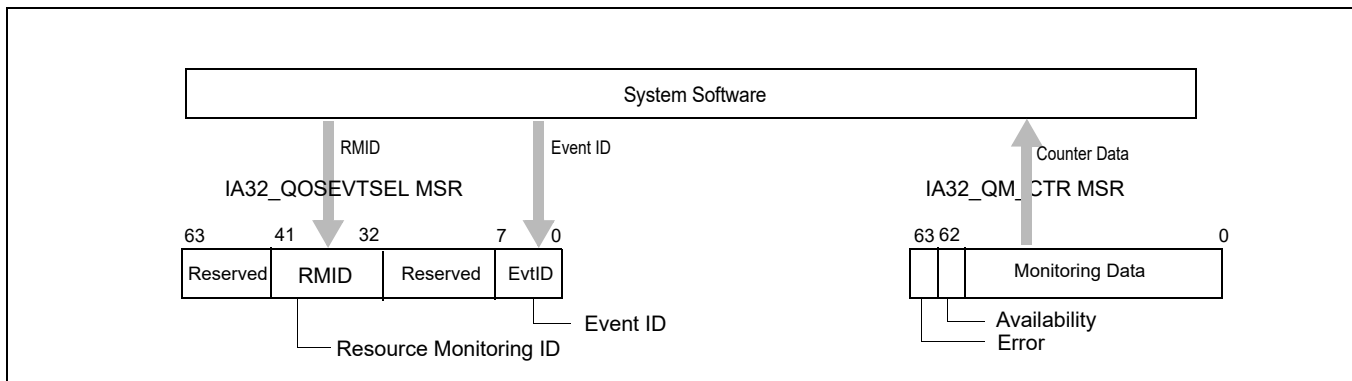 System Software
RMID
Event ID
Counter Data
IA32_QOSEVTSEL MSR
IA32_QM_CTR MSR
63 41 32 7 0
63 62 0
Reserved RMID Reserved EvtID
Monitoring Data
Event ID
Resource Monitoring ID
Availability
Error